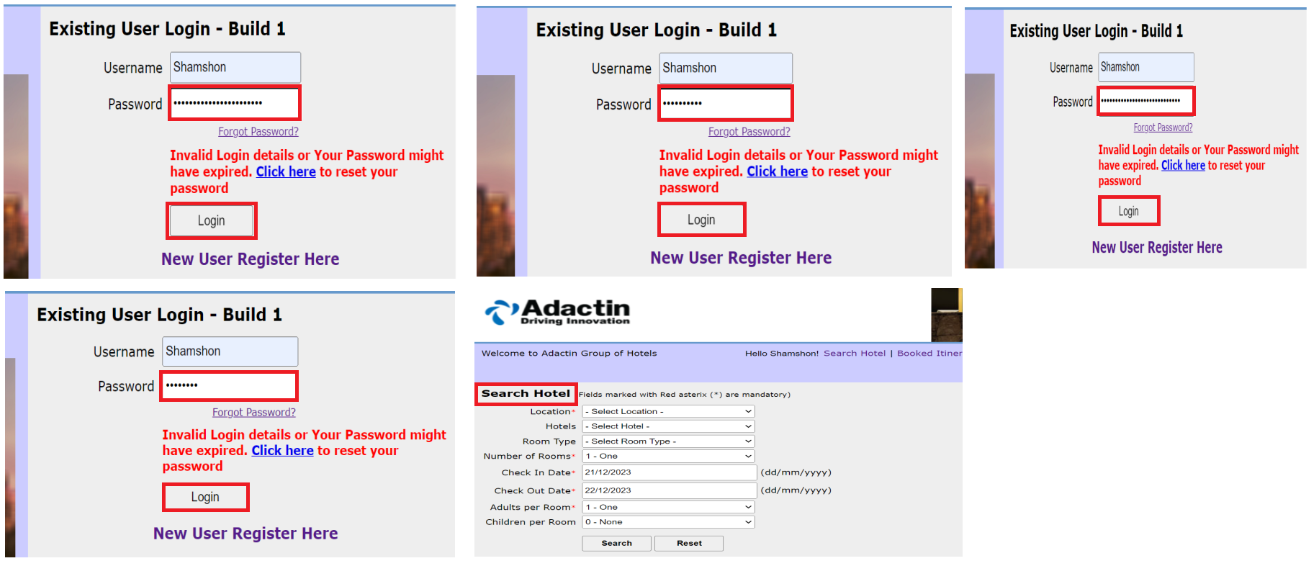 Existing User Login - Build 1
Username Shamshon
Password •••••••••••••••••••••••
Forgot Password?
Invalid Login details or Your Password might
have expired. Click here to reset your
password
Login
New User Register Here
Existing User Login - Build 1
Username Shamshon
Password ••••••••••
Forgot Password?
Invalid Login details or Your Password might
have expired. Click here to reset your
password
Login
New User Register Here
Existing User Login - Build 1
Username Shamshon
Password ••••••••••••••••••••••••••••
Forgot Password?
Invalid Login details or Your Password might
have expired. Click here to reset your
password
Login
New User Register Here
Existing User Login - Build 1
Username Shamshon
Password ••••••••
Forgot Password?
Invalid Login details or Your Password might
have expired. Click here to reset your
password
Login
New User Register Here
Adactin
Driving Innovation
Welcome to Adactin Group of Hotels Hello Shamshon! Search Hotel | Booked Itiner
Search Hotel Fields marked with Red asterix (*) are mandatory)
Location* - Select Location -
Hotels - Select Hotel -
Room Type - Select Room Type -
Number of Rooms* 1 - One
Check In Date* 21/12/2023 (dd/mm/yyyy)
Check Out Date* 22/12/2023 (dd/mm/yyyy)
Adults per Room* 1 - One
Children per Room 0 - None
Search Reset